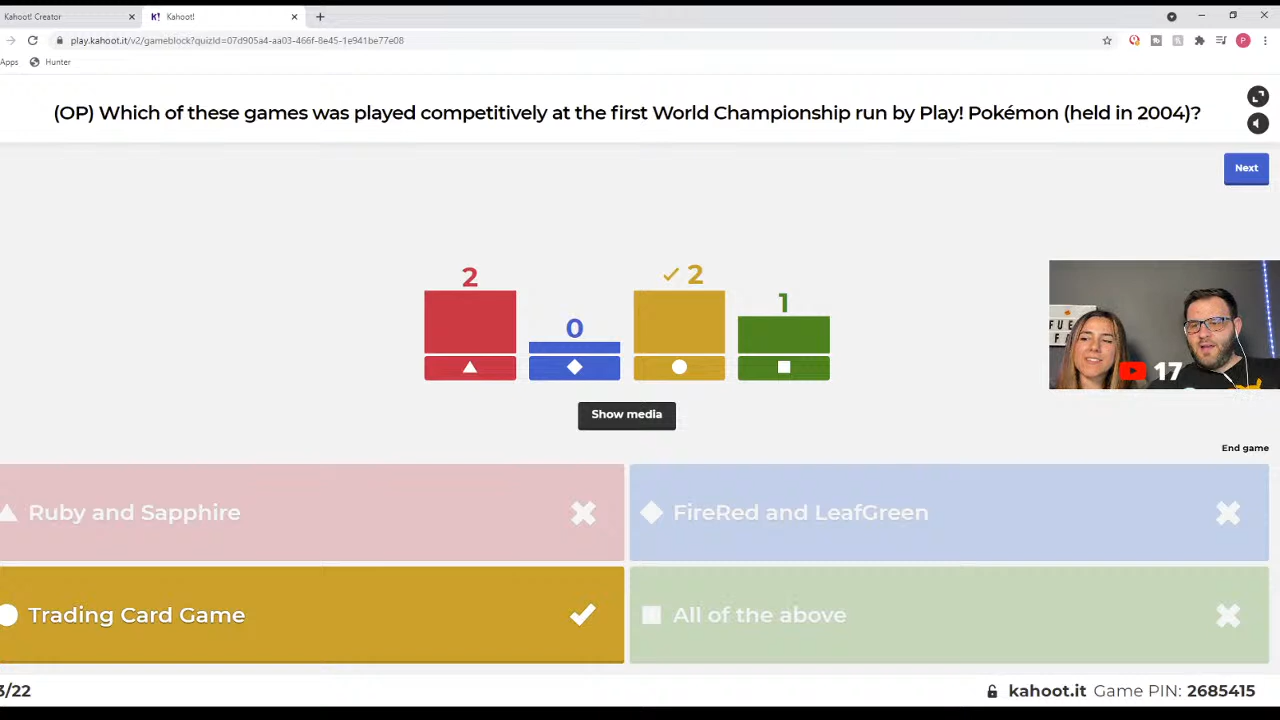 Kahoot! Creator
K! Kahoot!
play.kahoot.it/v2/gameblock?quizId=07d905a4-aa03-466f-8e45-1e941be77e08
Apps
Hunter
(OP) Which of these games was played competitively at the first World Championship run by Play! Pokémon (held in 2004)?
Next
2
0
2
1
FUE
F
17
Show media
End game
Ruby and Sapphire
FireRed and LeafGreen
Trading Card Game
All of the above
3/22
kahoot.it Game PIN: 2685415